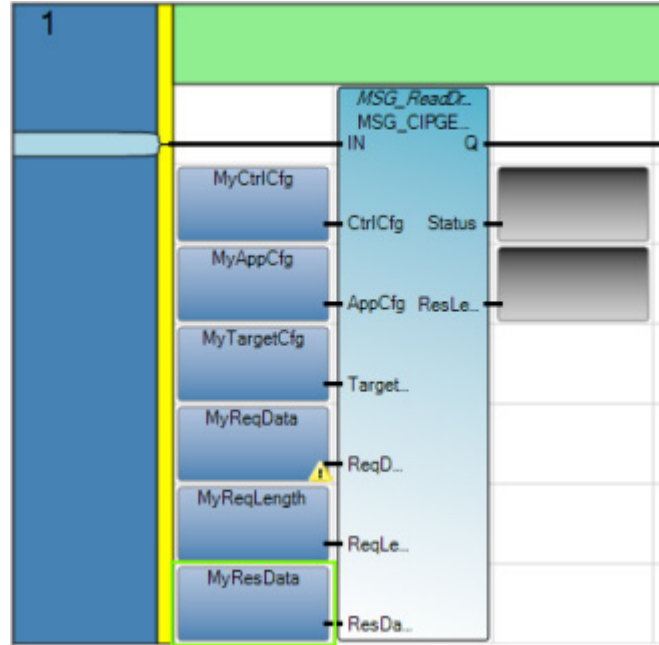 1
MSG_ReadDr...
MSG_CIPGE...
IN Q
MyCtrlCfg
CtrlCfg Status
MyAppCfg
AppCfg ResLe...
MyTargetCfg
Target...
MyReqData
ReqD...
MyReqLength
ReqLe...
MyResData
ResDa...